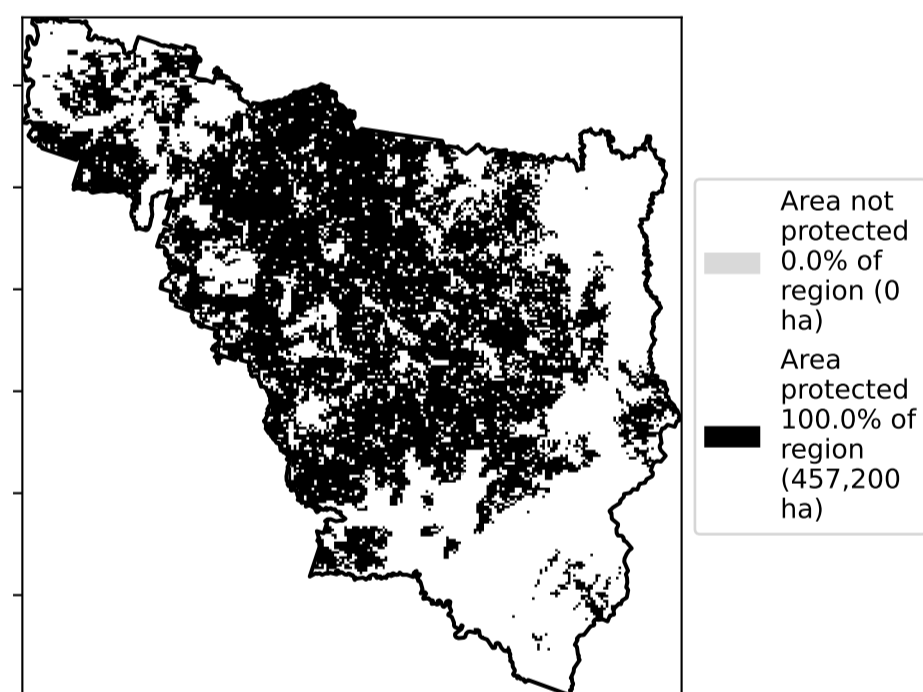 Area not
protected
0.0% of
region (0
ha)
Area
protected
100.0% of
region
(457,200
ha)